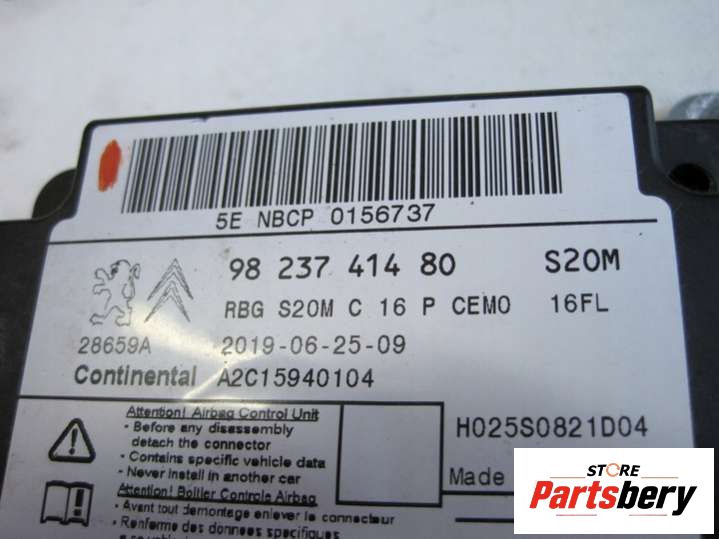 5E NBCP 0156737
98 237 414 80 S20M
RBG S20M C 16 P CEMO 16FL
28659A 2019-06-25-09
Continental A2C15940104
Attention! Airbag Control Unit
- Before any disassembly
detach the connector
- Contains specific vehicle data
- Never install in another car
H025S0821D04
Made
Attention! Boitier Controle Airbag
- Avant tout demontage enlever le connecteur
- Renferme des donnees specifiques
STORE
Partsbery